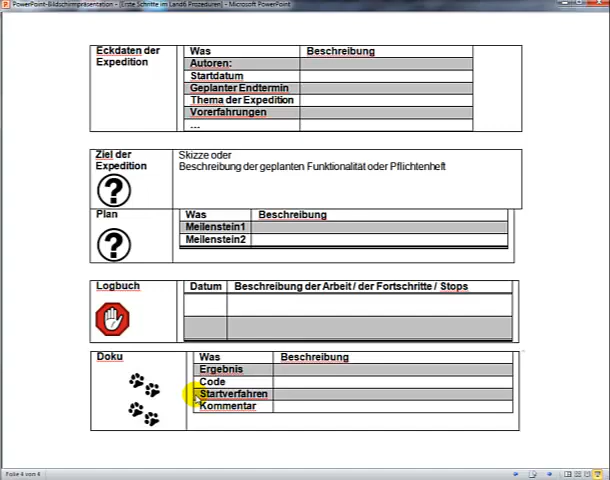 PowerPoint-Bildschirmpräsentation - [Erste Schritte im Land6 Prozeduren] - Microsoft PowerPoint
Eckdaten der Expedition
Was Beschreibung
Autoren:
Startdatum
Geplanter Endtermin
Thema der Expedition
Vorerfahrungen
...
Ziel der Expedition
Skizze oder
Beschreibung der geplanten Funktionalität oder Pflichtenheft
Plan
Was Beschreibung
Meilenstein1
Meilenstein2
Logbuch
Datum Beschreibung der Arbeit / der Fortschritte / Stops
Doku
Was Beschreibung
Ergebnis
Code
Startverfahren
Kommentar
Folie 4 von 4